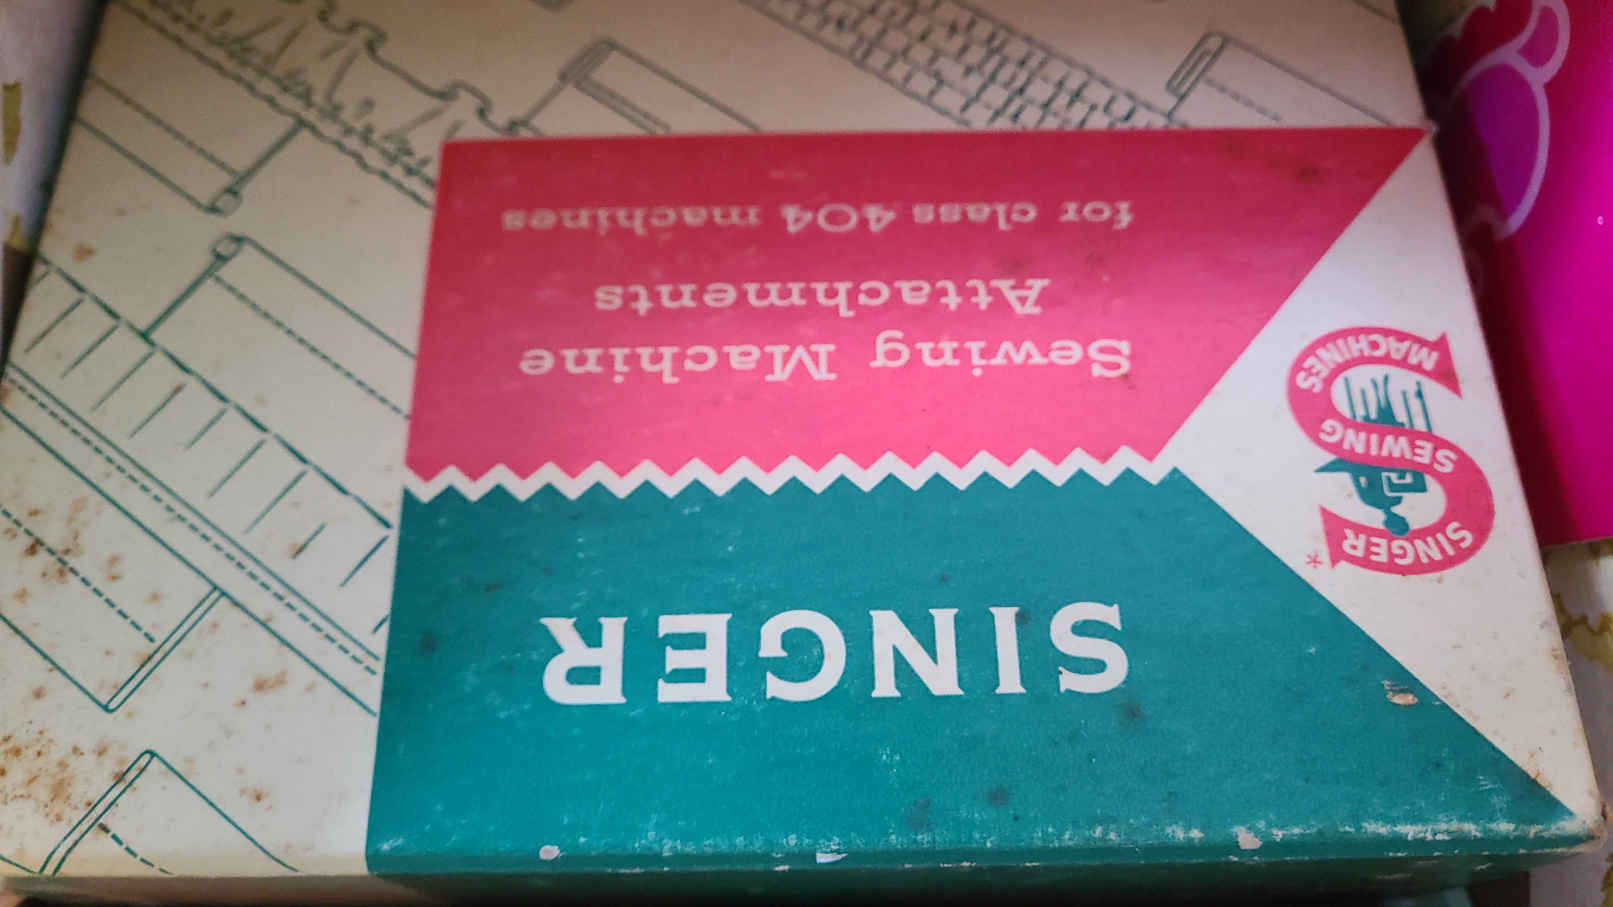 SINGER
Sewing Machine
Attachments
for class 404 machines
SINGER
SEWING
MACHINES
*